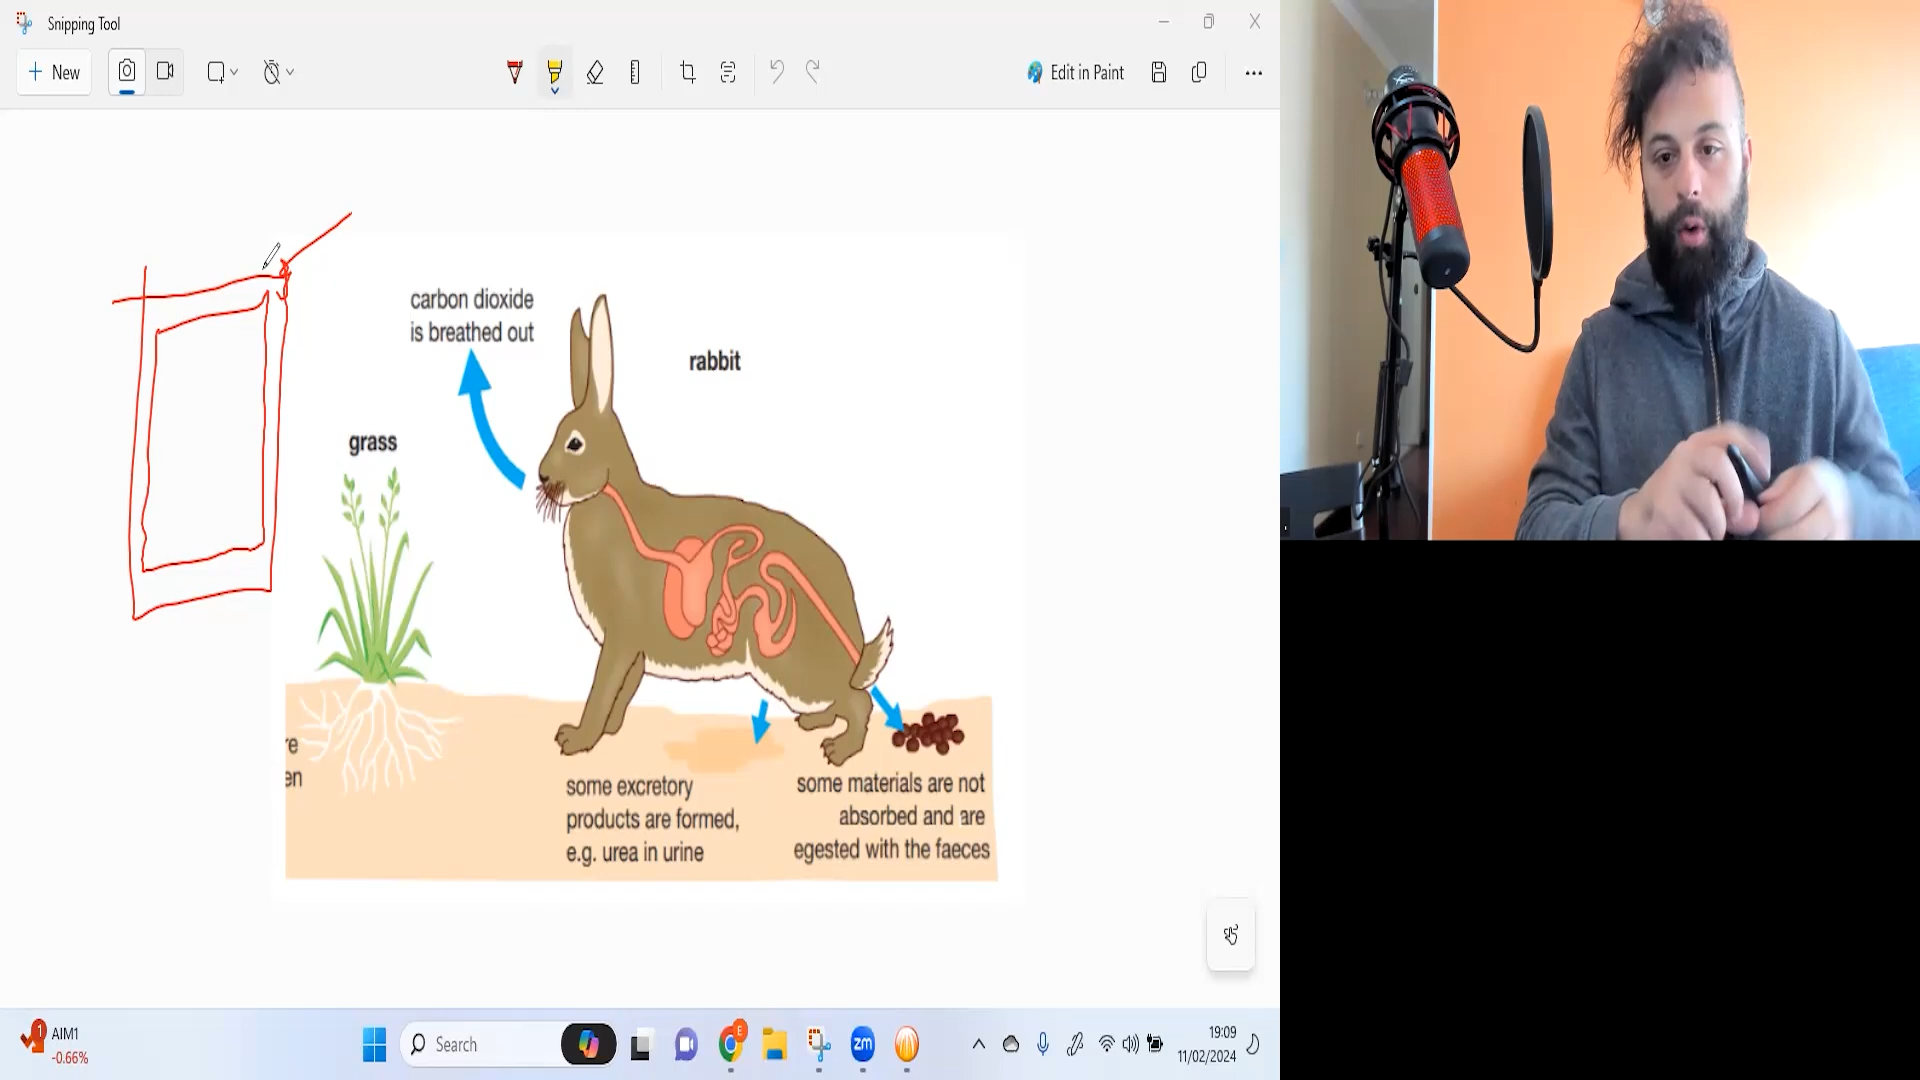 Snipping Tool
New
Edit in Paint
carbon dioxide
is breathed out
rabbit
grass
re
en
some excretory
products are formed,
e.g. urea in urine
some materials are not
absorbed and are
egested with the faeces
1
AIM1
-0.66%
Search
E
zm
19:09
11/02/2024